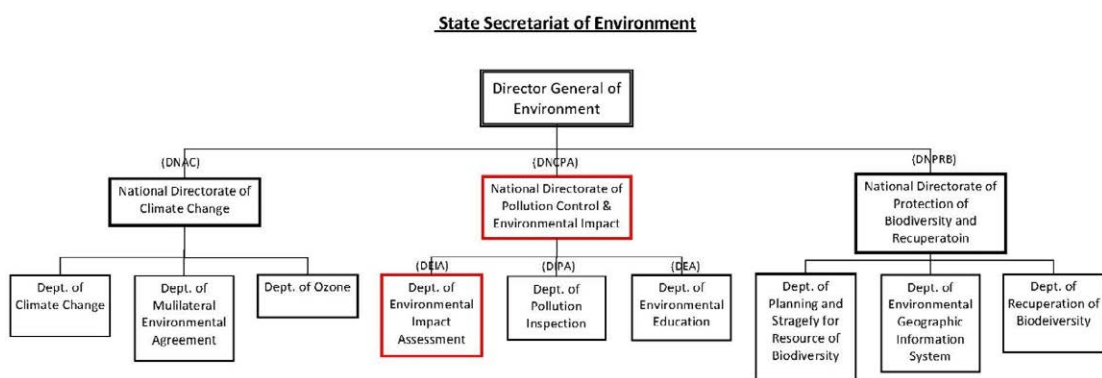 State Secretariat of Environment
Director General of
Environment
(DNAC)
(DNCPA)
(DNPRB)
National Directorate of
Climate Change
National Directorate of
Pollution Control &
Environmental Impact
National Directorate of
Protection of
Biodiversity and
Recuperatoin
(DEIA)
(DIPA)
(DEA)
Dept. of
Climate Change
Dept. of
Mulilateral
Environmental
Agreement
Dept. of Ozone
Dept. of
Environmental
Impact
Assessment
Dept. of
Pollution
Inspection
Dept. of
Environmental
Education
Dept. of
Planning and
Stragely for
Resource of
Biodiversity
Dept. of
Environmental
Geographic
Information
System
Dept. of
Recuperation of
Biodeiversity